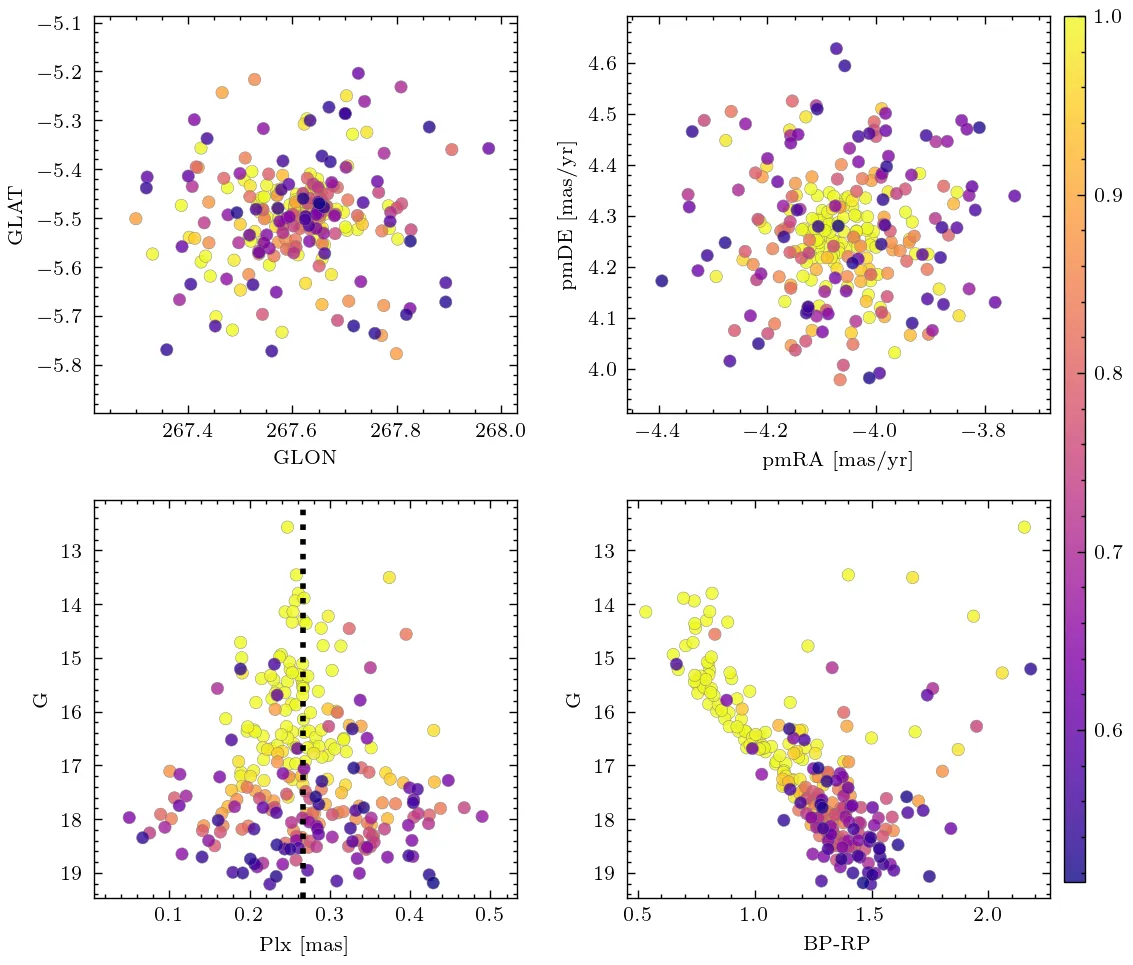 −5.1
−5.2
−5.3
−5.4
−5.5
−5.6
−5.7
−5.8
GLAT
267.4 267.6 267.8 268.0
GLON
4.6
4.5
4.4
4.3
4.2
4.1
4.0
pmDE [mas/yr]
−4.4 −4.2 −4.0 −3.8
pmRA [mas/yr]
13
14
15
16
17
18
19
G
0.1 0.2 0.3 0.4 0.5
Plx [mas]
13
14
15
16
17
18
19
G
0.5 1.0 1.5 2.0
BP-RP
1.0
0.9
0.8
0.7
0.6